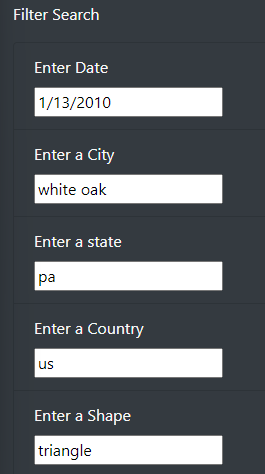 Filter Search
Enter Date
1/13/2010
Enter a City
white oak
Enter a state
pa
Enter a Country
us
Enter a Shape
triangle